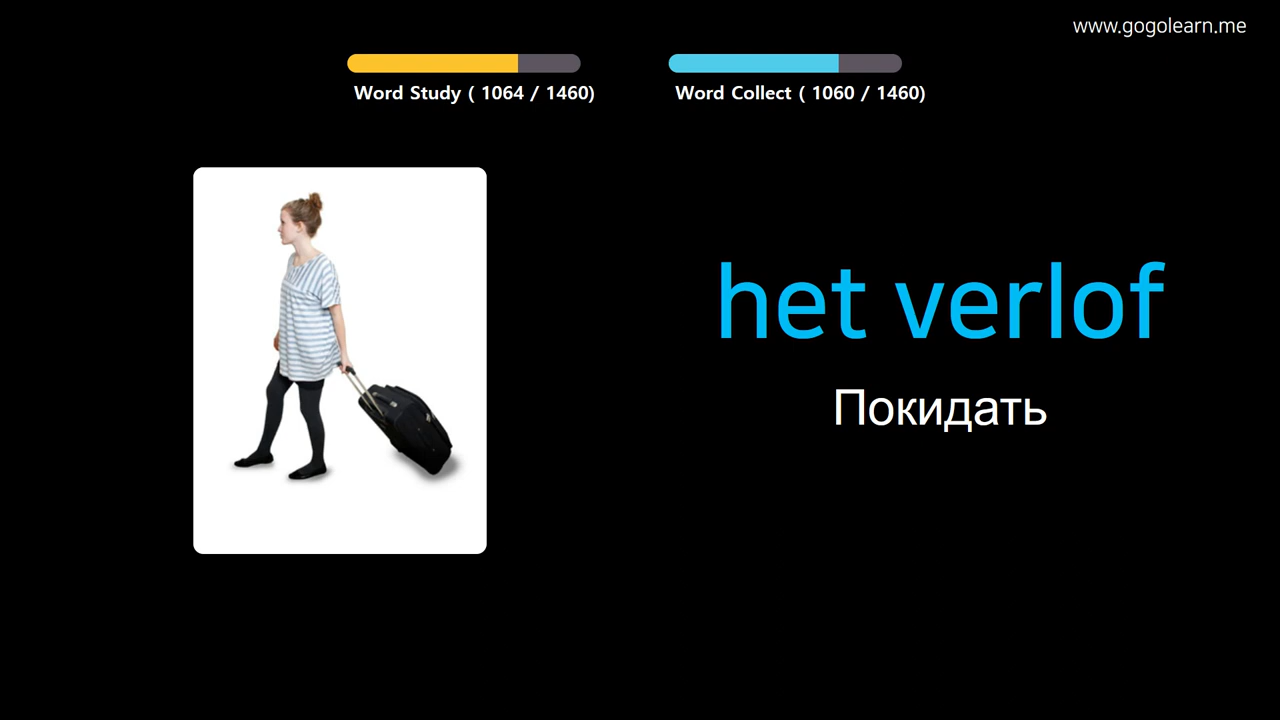 www.gogolearn.me
Word Study ( 1064 / 1460)
Word Collect ( 1060 / 1460)
het verlof
Покидать